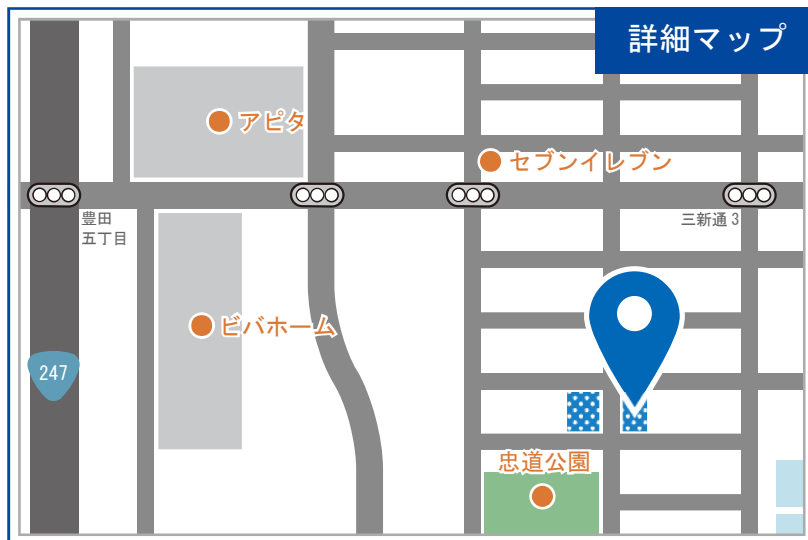 詳細マップ
アピタ
セブンイレブン
豊田
五丁目
三新通 3
ビバホーム
247
忠道公園